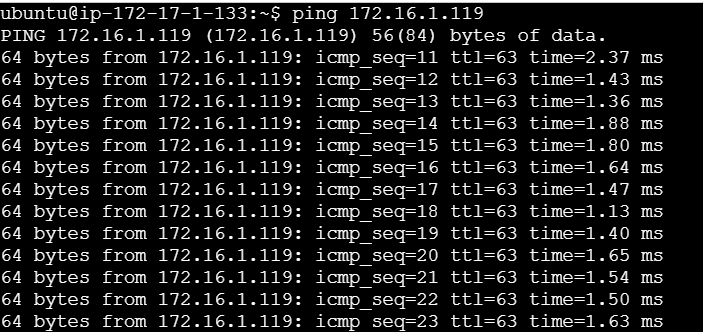 ubuntu@ip-172-17-1-133:~$ ping 172.16.1.119
PING 172.16.1.119 (172.16.1.119) 56(84) bytes of data.
64 bytes from 172.16.1.119: icmp_seq=11 ttl=63 time=2.37 ms
64 bytes from 172.16.1.119: icmp_seq=12 ttl=63 time=1.43 ms
64 bytes from 172.16.1.119: icmp_seq=13 ttl=63 time=1.36 ms
64 bytes from 172.16.1.119: icmp_seq=14 ttl=63 time=1.88 ms
64 bytes from 172.16.1.119: icmp_seq=15 ttl=63 time=1.80 ms
64 bytes from 172.16.1.119: icmp_seq=16 ttl=63 time=1.64 ms
64 bytes from 172.16.1.119: icmp_seq=17 ttl=63 time=1.47 ms
64 bytes from 172.16.1.119: icmp_seq=18 ttl=63 time=1.13 ms
64 bytes from 172.16.1.119: icmp_seq=19 ttl=63 time=1.40 ms
64 bytes from 172.16.1.119: icmp_seq=20 ttl=63 time=1.65 ms
64 bytes from 172.16.1.119: icmp_seq=21 ttl=63 time=1.54 ms
64 bytes from 172.16.1.119: icmp_seq=22 ttl=63 time=1.50 ms
64 bytes from 172.16.1.119: icmp_seq=23 ttl=63 time=1.63 ms